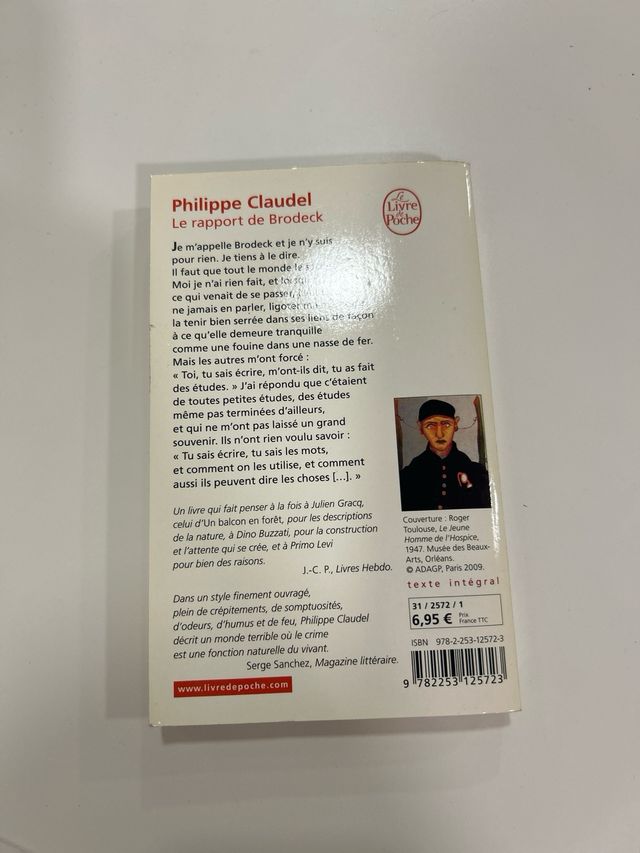 Philippe Claudel
Le rapport de Brodeck
Le
Livre
de
Poche
Je m'appelle Brodeck et je n'y suis
pour rien. Je tiens à le dire.
Il faut que tout le monde le
Moi je n'ai rien fait, et lorsque
ce qui venait de se passer,
ne jamais en parler, ligoter
la tenir bien serrée dans ses liens de façon
à ce qu'elle demeure tranquille
comme une fouine dans une nasse de fer.
Mais les autres m'ont forcé :
« Toi, tu sais écrire, m'ont-ils dit, tu as fait
des études. » J'ai répondu que c'étaient
de toutes petites études, des études
même pas terminées d'ailleurs,
et qui ne m'ont pas laissé un grand
souvenir. Ils n'ont rien voulu savoir :
« Tu sais écrire, tu sais les mots,
et comment on les utilise, et comment
aussi ils peuvent dire les choses [...]. »
Un livre qui fait penser à la fois à Julien Gracq,
celui d'Un balcon en forêt, pour les descriptions
de la nature, à Dino Buzzati, pour la construction
et l'attente qui se crée, et à Primo Levi
pour bien des raisons.
J.-C. P., Livres Hebdo.
Dans un style finement ouvragé,
plein de crépitements, de somptuosités,
d'odeurs, d'humus et de feu, Philippe Claudel
décrit un monde terrible où le crime
est une fonction naturelle du vivant.
Serge Sanchez, Magazine littéraire.
www.livredepoche.com
Couverture : Roger
Toulouse, Le Jeune
Homme de l'Hospice,
1947. Musée des Beaux-
Arts, Orléans.
© ADAGP, Paris 2009.
texte intégral
31 / 2572 / 1
6,95 € Prix
France TTC
ISBN 978-2-253-12572-3
9 782253 125723